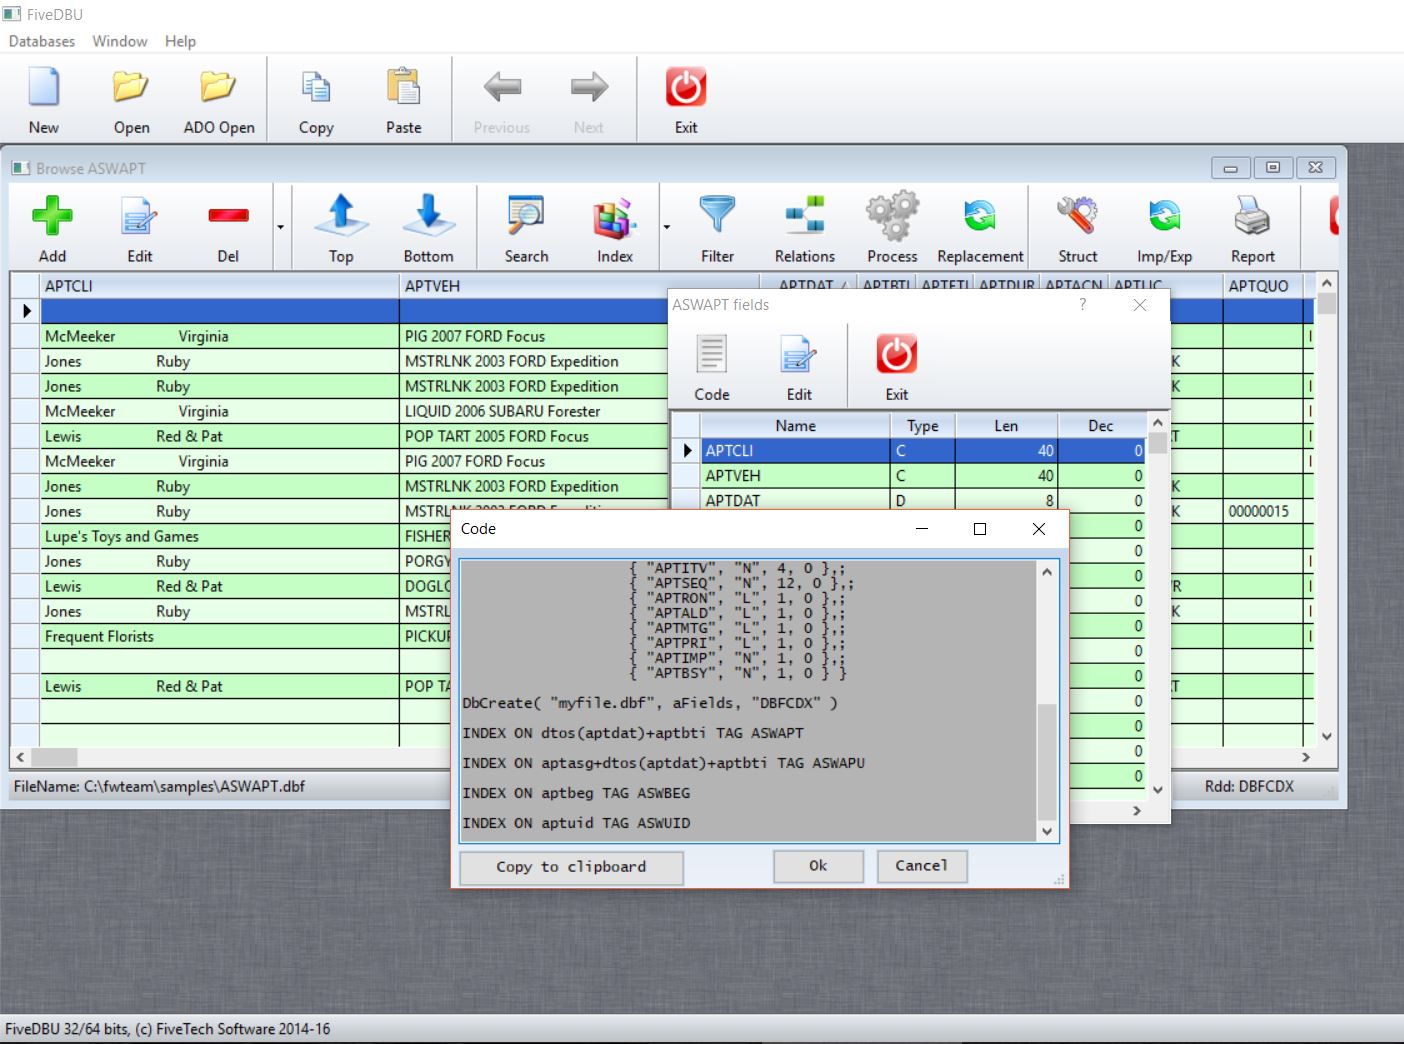 FiveDBU
Databases Window Help
New Open ADO Open Copy Paste Previous Next Exit
Browse ASWAPT
Add Edit Del Top Bottom Search Index Filter Relations Process Replacement Struct Imp/Exp Report
APTCLI APTVEH APTDAT APTBTI APTETI APTDUR APTACN APTLIC APTQUO
McMeeker Virginia PIG 2007 FORD Focus
Jones Ruby MSTRLNK 2003 FORD Expedition K
Jones Ruby MSTRLNK 2003 FORD Expedition K
McMeeker Virginia LIQUID 2006 SUBARU Forester
Lewis Red & Pat POP TART 2005 FORD Focus T
McMeeker Virginia PIG 2007 FORD Focus
Jones Ruby MSTRLNK 2003 FORD Expedition K
Jones Ruby MSTRLNK 2003 FORD Expedition K 00000015
Lupe's Toys and Games FISHER
Jones Ruby PORGY
Lewis Red & Pat DOGLO R
Jones Ruby MSTRL K
Frequent Florists PICKUP
Lewis Red & Pat POP TA T
FileName: C:\fwteam\samples\ASWAPT.dbf Rdd: DBFCDX
ASWAPT fields ?
Code Edit Exit
Name Type Len Dec
APTCLI C 40 0
APTVEH C 40 0
APTDAT D 8 0
0
0
0
0
0
0
0
0
0
0
0
Code
{ "APTITV", "N", 4, 0 },;
{ "APTSEQ", "N", 12, 0 },;
{ "APTRON", "L", 1, 0 },;
{ "APTALD", "L", 1, 0 },;
{ "APTMTG", "L", 1, 0 },;
{ "APTPRI", "L", 1, 0 },;
{ "APTIMP", "N", 1, 0 },;
{ "APTBSY", "N", 1, 0 } }
DbCreate( "myfile.dbf", aFields, "DBFCDX" )
INDEX ON dtos(aptdat)+aptbti TAG ASWAPT
INDEX ON aptasg+dtos(aptdat)+aptbti TAG ASWAPU
INDEX ON aptbeg TAG ASWBEG
INDEX ON aptuid TAG ASWUID
Copy to clipboard Ok Cancel
FiveDBU 32/64 bits, (c) FiveTech Software 2014-16